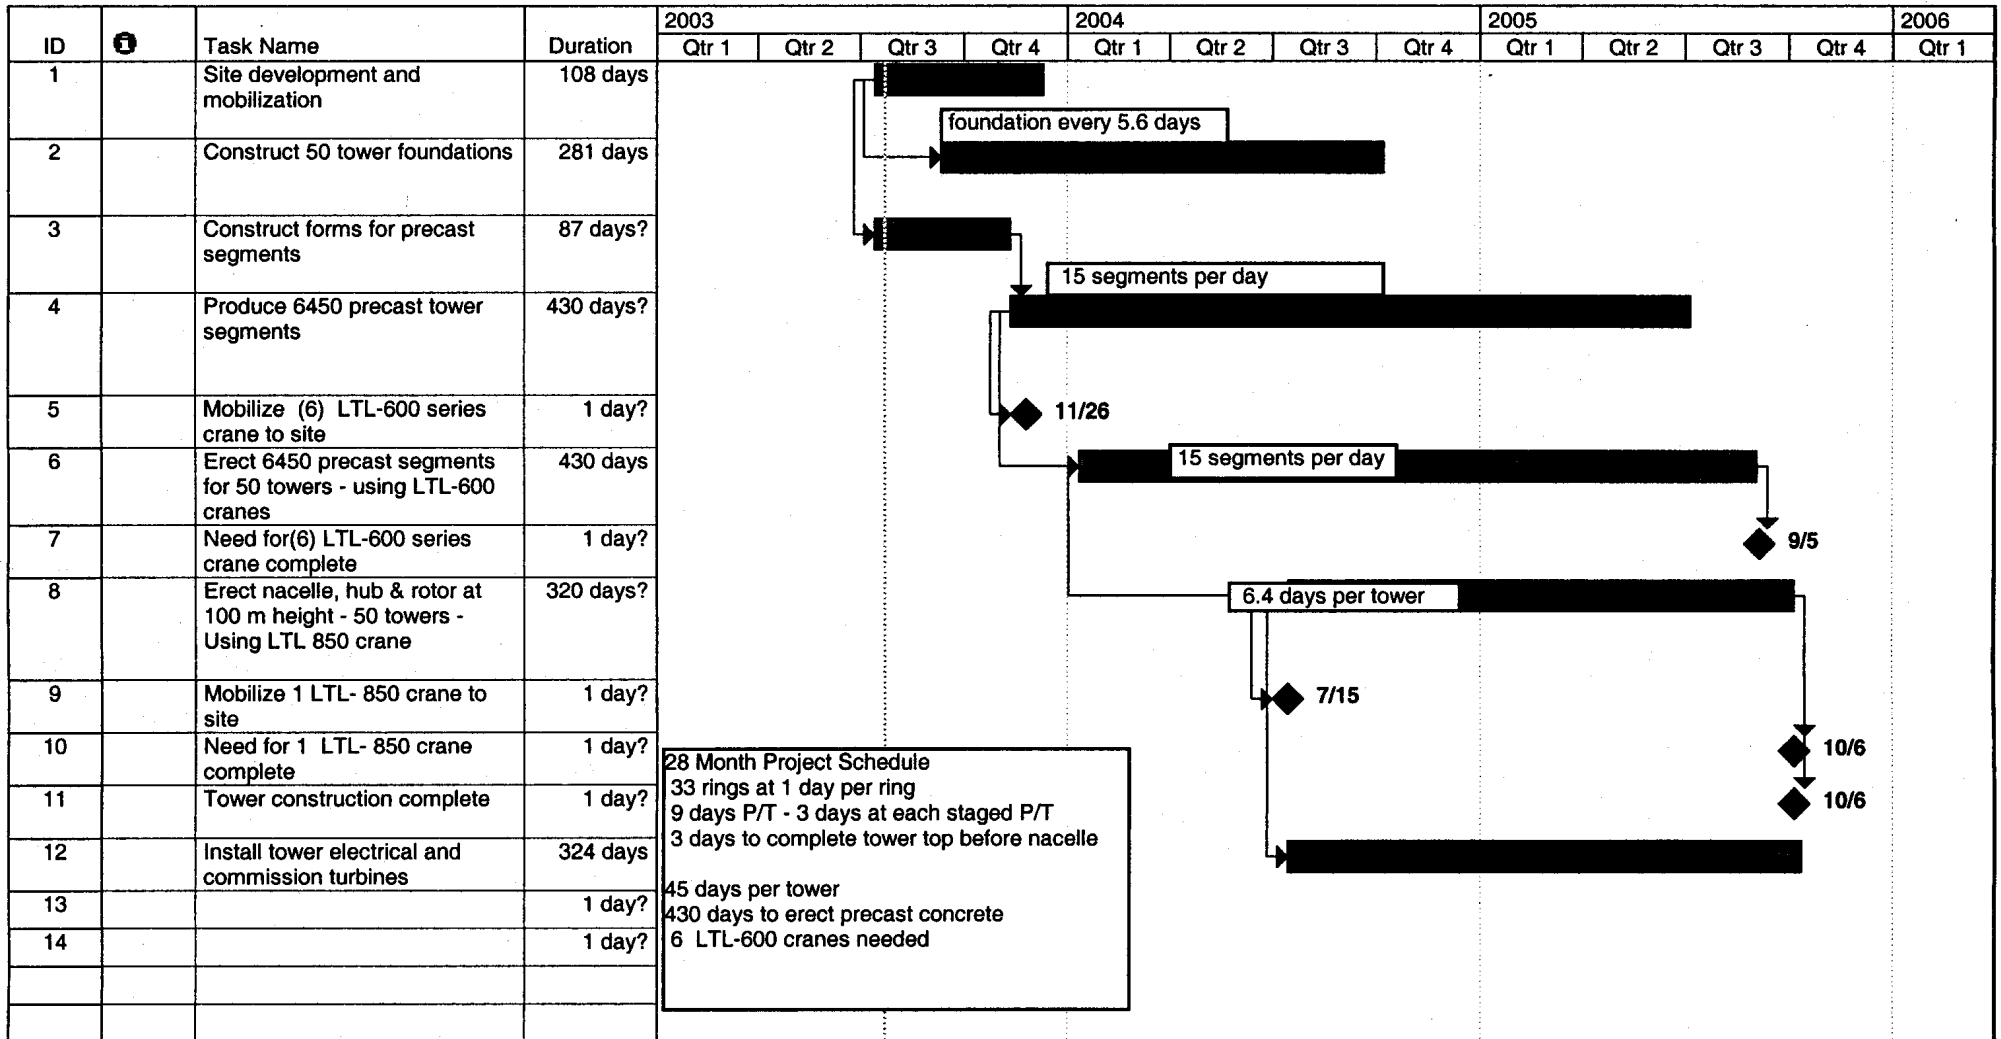 2003 2004 2005 2006
ID Task Name Duration Qtr 1 Qtr 2 Qtr 3 Qtr 4 Qtr 1 Qtr 2 Qtr 3 Qtr 4 Qtr 1 Qtr 2 Qtr 3 Qtr 4 Qtr 1
1 Site development and 108 days
mobilization
foundation every 5.6 days
2 Construct 50 tower foundations 281 days
3 Construct forms for precast 87 days?
segments
15 segments per day
4 Produce 6450 precast tower 430 days?
segments
5 Mobilize (6) LTL-600 series 1 day? 11/26
crane to site
6 Erect 6450 precast segments 430 days 15 segments per day
for 50 towers - using LTL-600
cranes
7 Need for(6) LTL-600 series 1 day? 9/5
crane complete
8 Erect nacelle, hub & rotor at 320 days? 6.4 days per tower
100 m height - 50 towers -
Using LTL 850 crane
9 Mobilize 1 LTL- 850 crane to 1 day? 7/15
site
10 Need for 1 LTL- 850 crane 1 day? 10/6
complete
11 Tower construction complete 1 day? 10/6
12 Install tower electrical and 324 days
commission turbines
13 1 day?
14 1 day?
28 Month Project Schedule
33 rings at 1 day per ring
9 days P/T - 3 days at each staged P/T
3 days to complete tower top before nacelle
45 days per tower
430 days to erect precast concrete
6 LTL-600 cranes needed